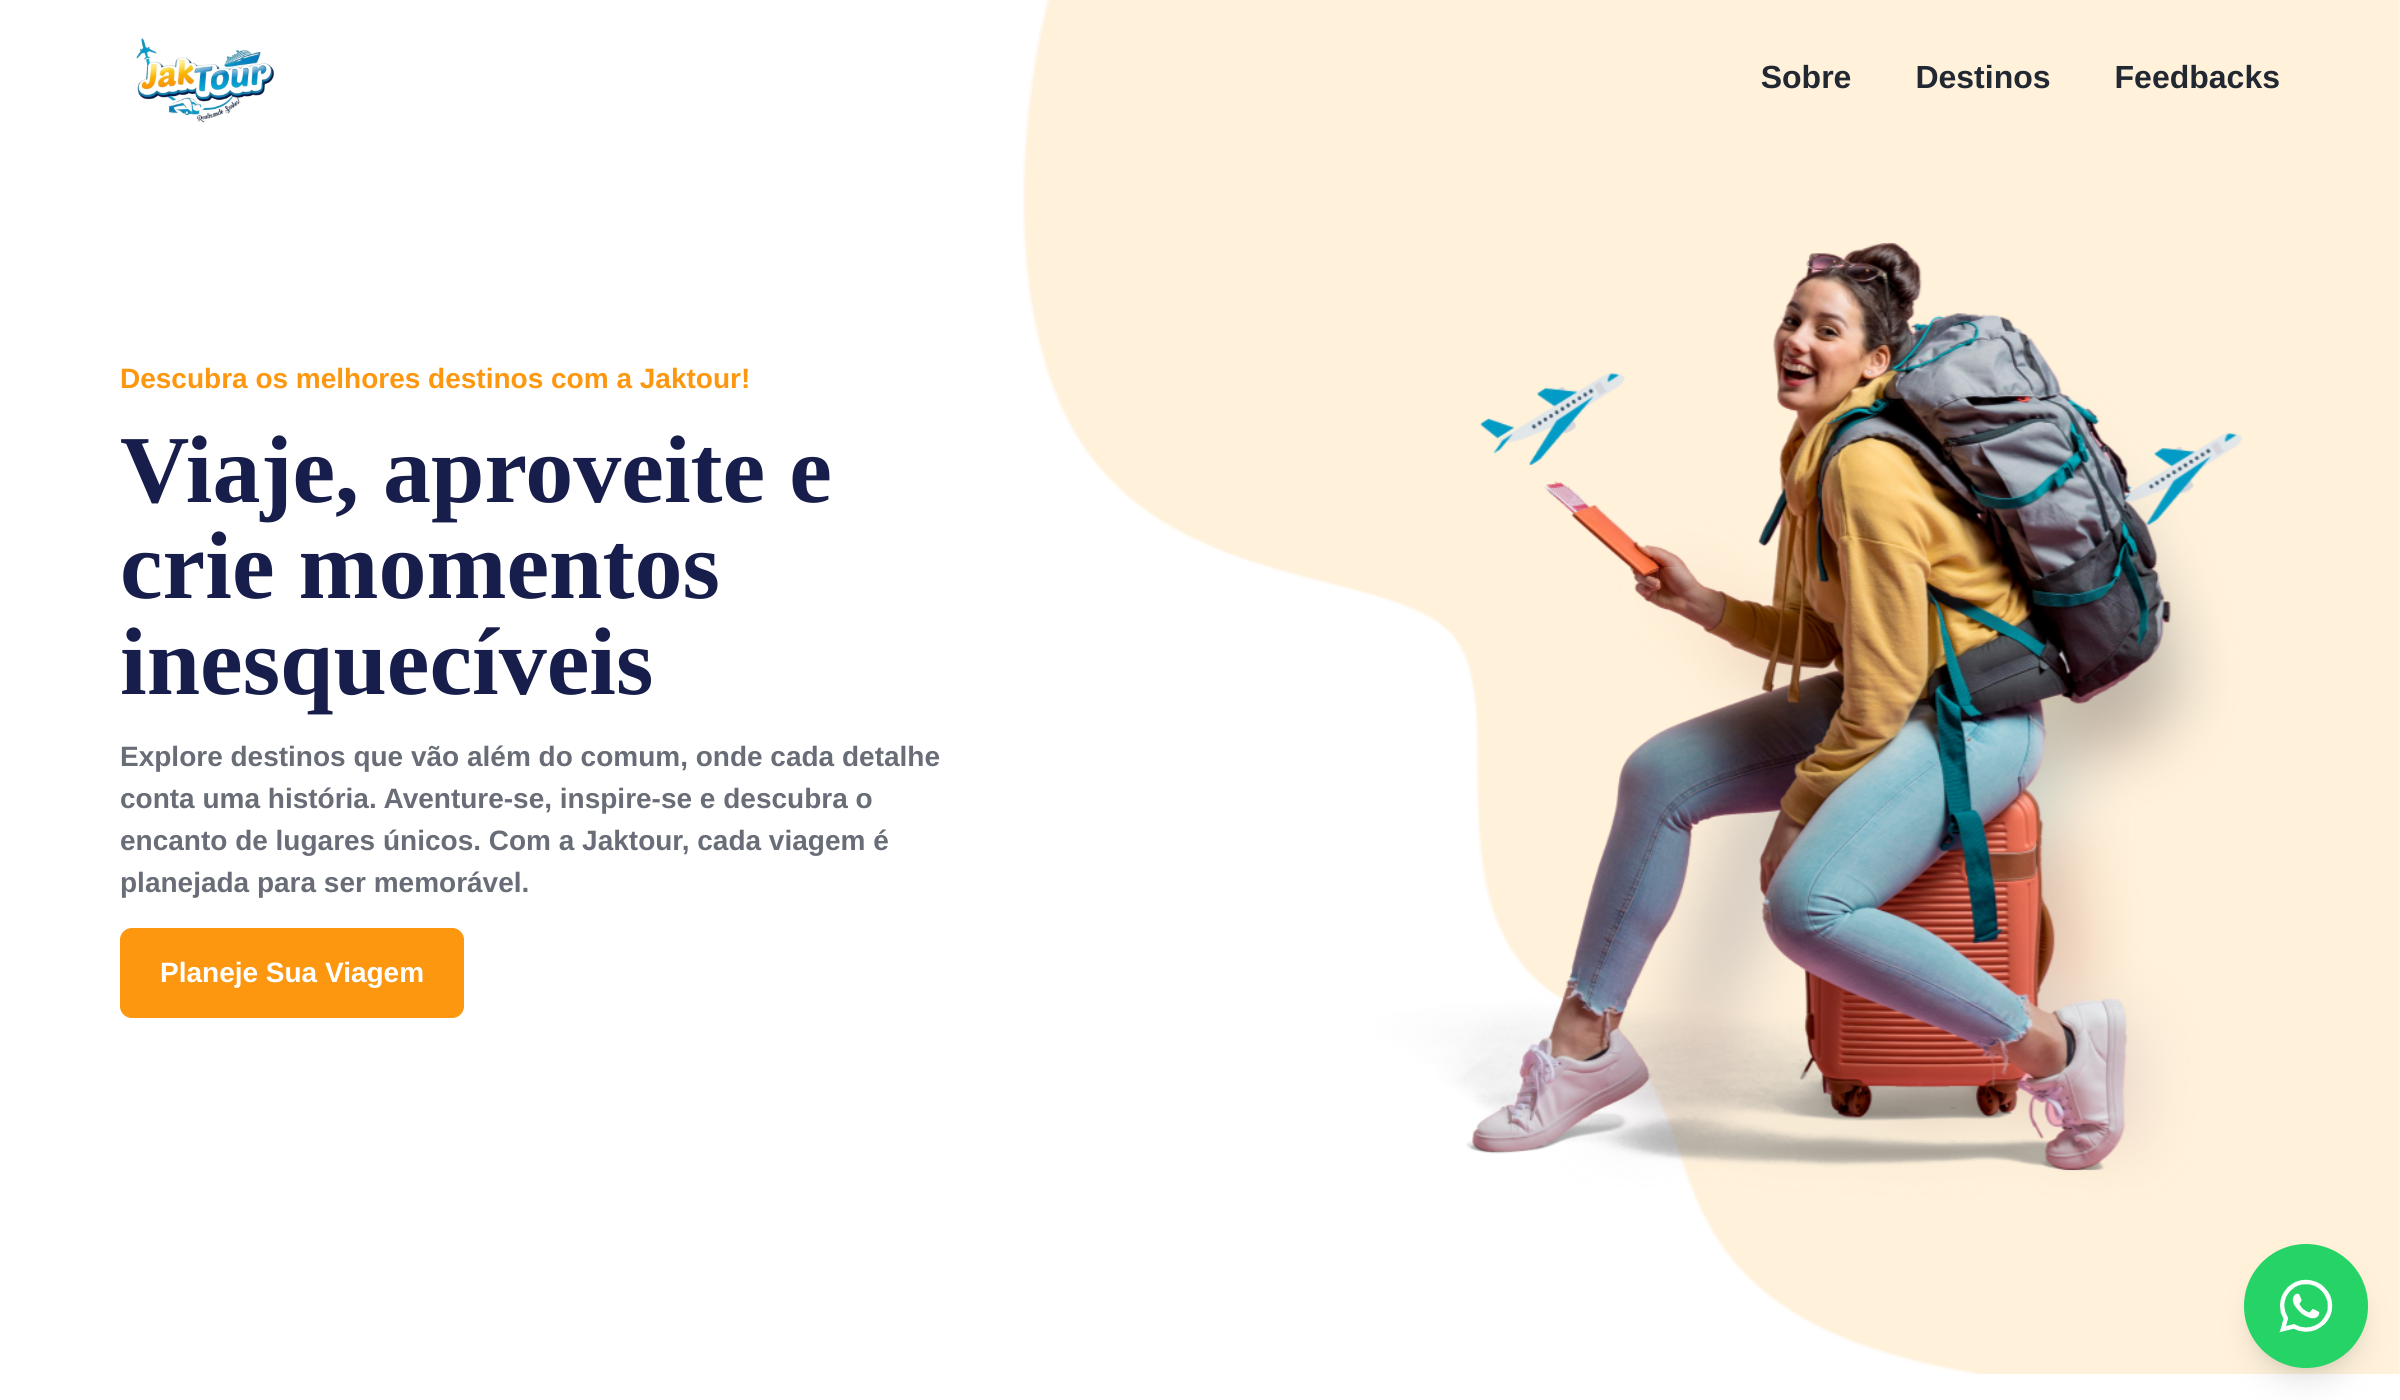 JakTour
Realizando Sonhos!
Sobre
Destinos
Feedbacks
Descubra os melhores destinos com a Jaktour!
Viaje, aproveite e
crie momentos
inesquecíveis
Explore destinos que vão além do comum, onde cada detalhe
conta uma história. Aventure-se, inspire-se e descubra o
encanto de lugares únicos. Com a Jaktour, cada viagem é
planejada para ser memorável.
Planeje Sua Viagem